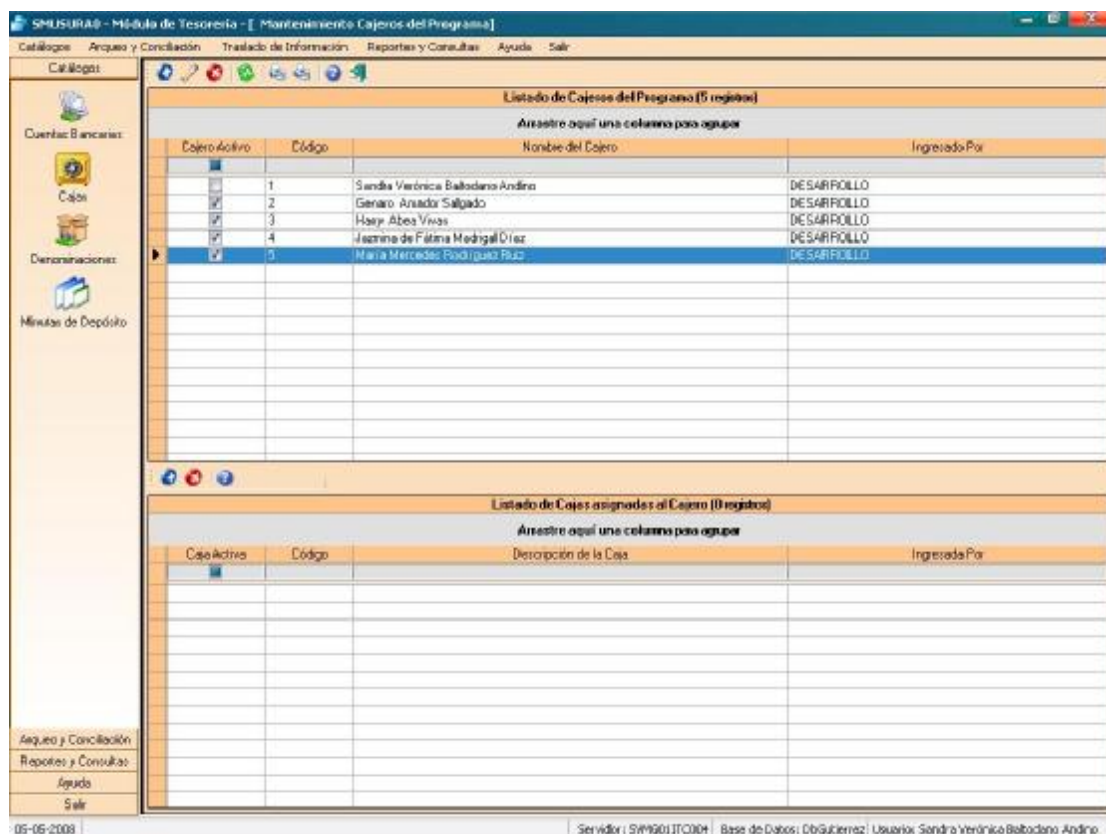 SMUSURA0 - Módulo de Tesorería - [ Mantenimiento Cajeros del Programa]
Catálogos Arqueo y Conciliación Traslado de Información Reportes y Consultas Ayuda Salir
Catálogos
Cuentas Bancarias
Cajas
Denominaciones
Minutas de Depósito
Arqueo y Conciliación
Reportes y Consultas
Ayuda
Salir
Listado de Cajeros del Programa (5 registros)
Arrastre aquí una columna para agrupar
Cajero Activo Código Nombre del Cajero Ingresado Por
1 Sandra Verónica Baltodano Andino DESARROLLO
2 Genaro Amador Salgado DESARROLLO
3 Abea Vivas DESARROLLO
4 Jazmina de Fátima Madrigal Díaz DESARROLLO
5 María Mercedes Rodríguez Ruiz DESARROLLO
Listado de Cajas asignadas al Cajero (0 registros)
Arrastre aquí una columna para agrupar
Caja Activa Código Descripción de la Caja Ingresada Por
05-05-2008 Servidor: Base de Datos: DbGutierrez Usuario: Sandra Verónica Baltodano Andino